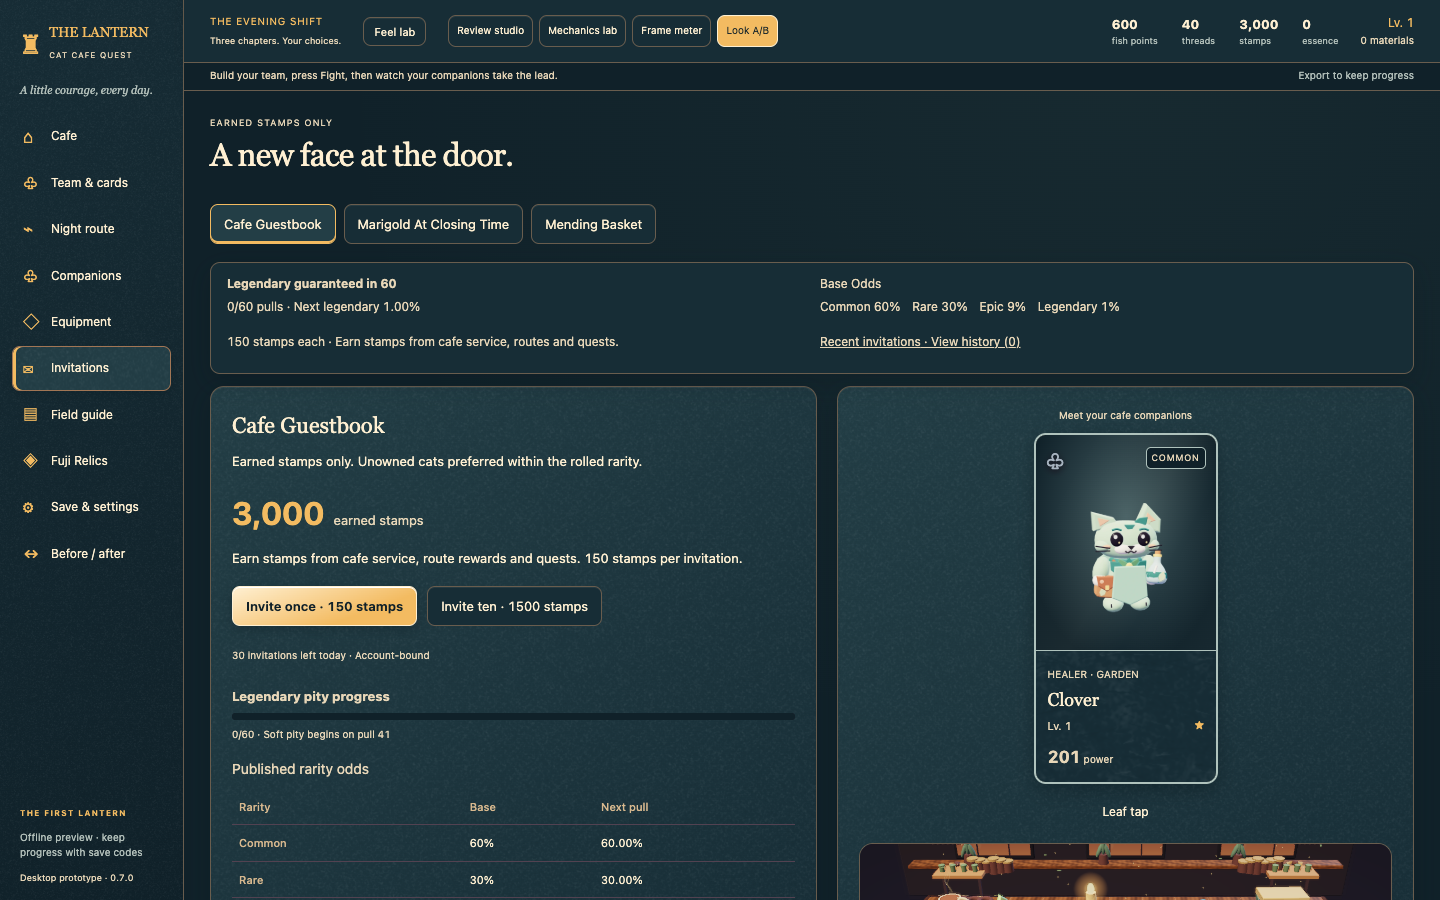 THE LANTERN
CAT CAFE QUEST
A little courage, every day.
Cafe
Team & cards
Night route
Companions
Equipment
Invitations
Field guide
Fuji Relics
Save & settings
Before / after
THE FIRST LANTERN
Offline preview · keep
progress with save codes
Desktop prototype · 0.7.0
THE EVENING SHIFT
Three chapters. Your choices.
Feel lab
Review studio
Mechanics lab
Frame meter
Look A/B
600
fish points
40
threads
3,000
stamps
0
essence
Lv. 1
0 materials
Build your team, press Fight, then watch your companions take the lead.
Export to keep progress
EARNED STAMPS ONLY
A new face at the door.
Cafe Guestbook
Marigold At Closing Time
Mending Basket
Legendary guaranteed in 60
0/60 pulls · Next legendary 1.00%
150 stamps each · Earn stamps from cafe service, routes and quests.
Base Odds
Common 60% Rare 30% Epic 9% Legendary 1%
Recent invitations · View history (0)
Cafe Guestbook
Earned stamps only. Unowned cats preferred within the rolled rarity.
3,000 earned stamps
Earn stamps from cafe service, route rewards and quests. 150 stamps per invitation.
Invite once · 150 stamps
Invite ten · 1500 stamps
30 invitations left today · Account-bound
Legendary pity progress
0/60 · Soft pity begins on pull 41
Published rarity odds
Rarity Base Next pull
Common 60% 60.00%
Rare 30% 30.00%
Meet your cafe companions
COMMON
HEALER · GARDEN
Clover
Lv. 1
201 power
Leaf tap